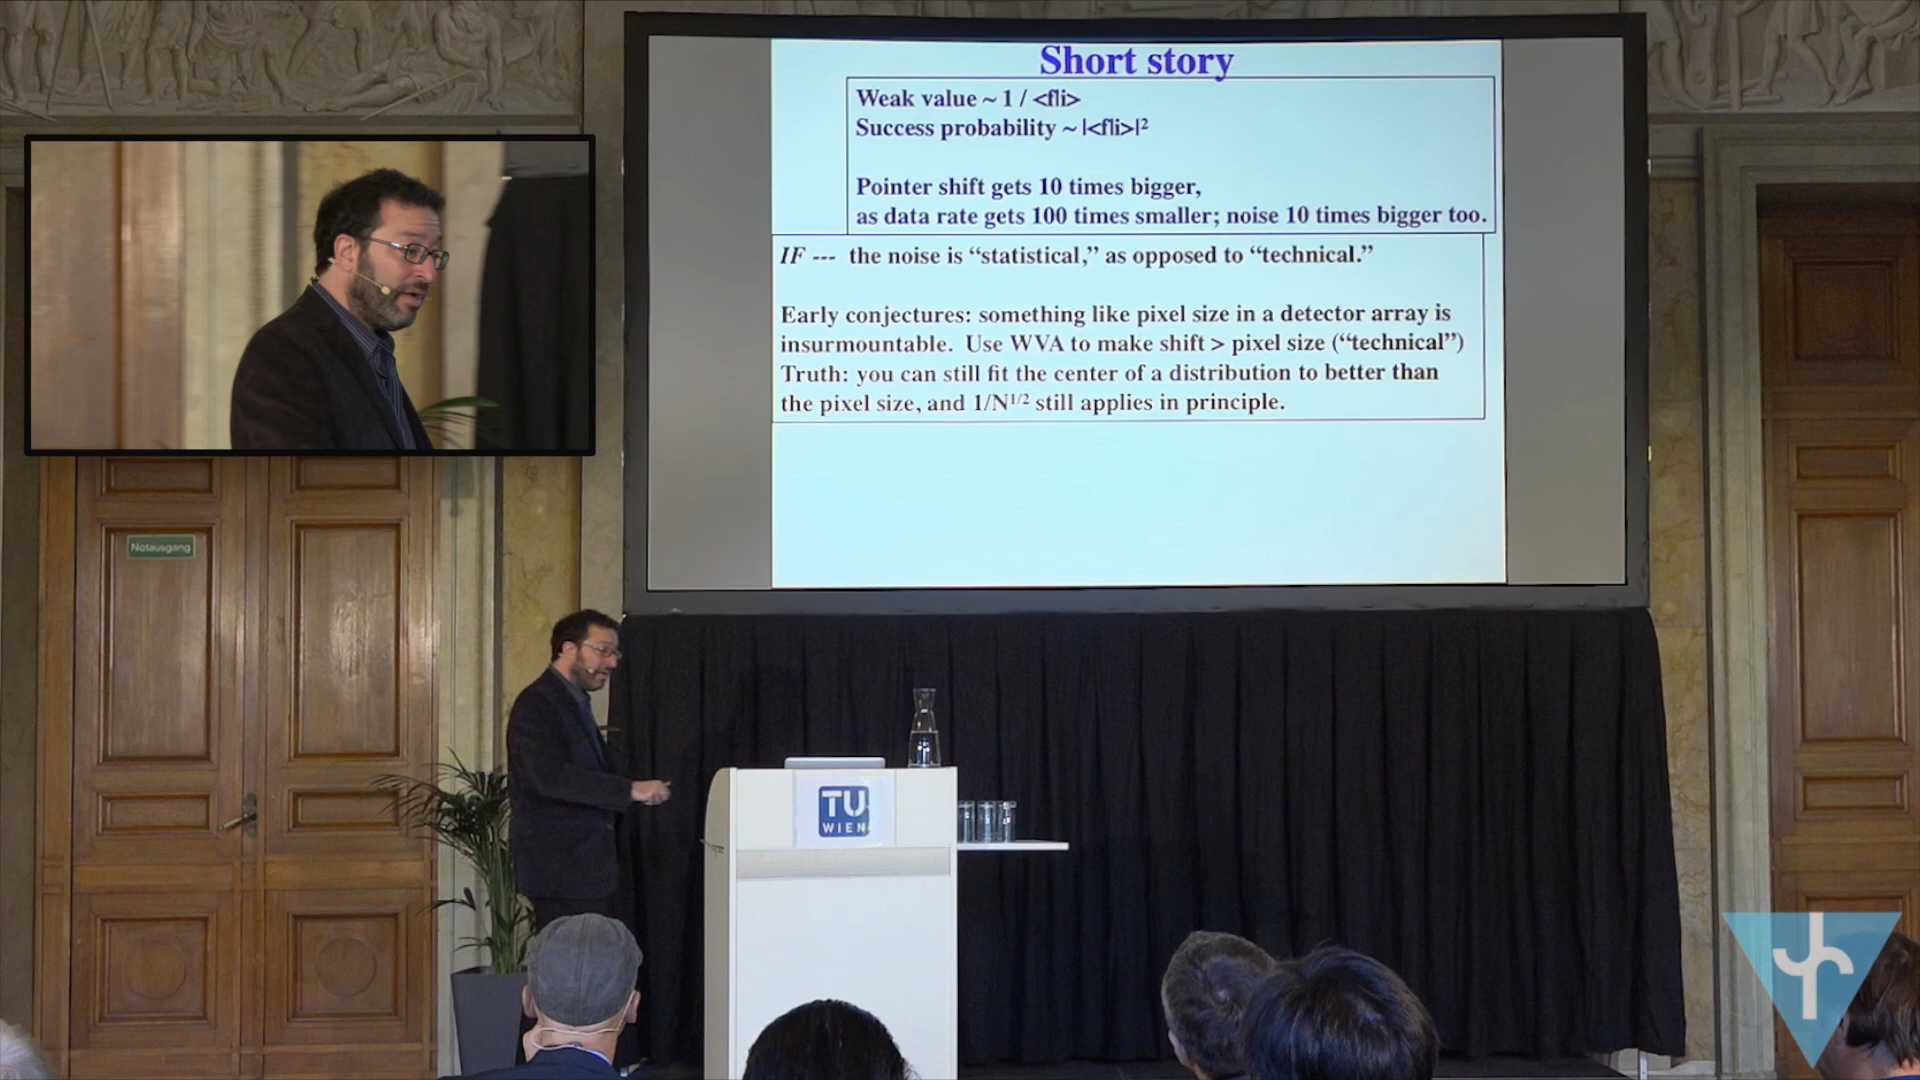 Short story
Weak value ~ 1 / <f|i>
Success probability ~ |<f|i>|²
Pointer shift gets 10 times bigger,
as data rate gets 100 times smaller; noise 10 times bigger too.
IF --- the noise is “statistical,” as opposed to “technical.”
Early conjectures: something like pixel size in a detector array is
insurmountable. Use WVA to make shift > pixel size (“technical”)
Truth: you can still fit the center of a distribution to better than
the pixel size, and 1/N¹/² still applies in principle.
Notausgang
TU
WIEN